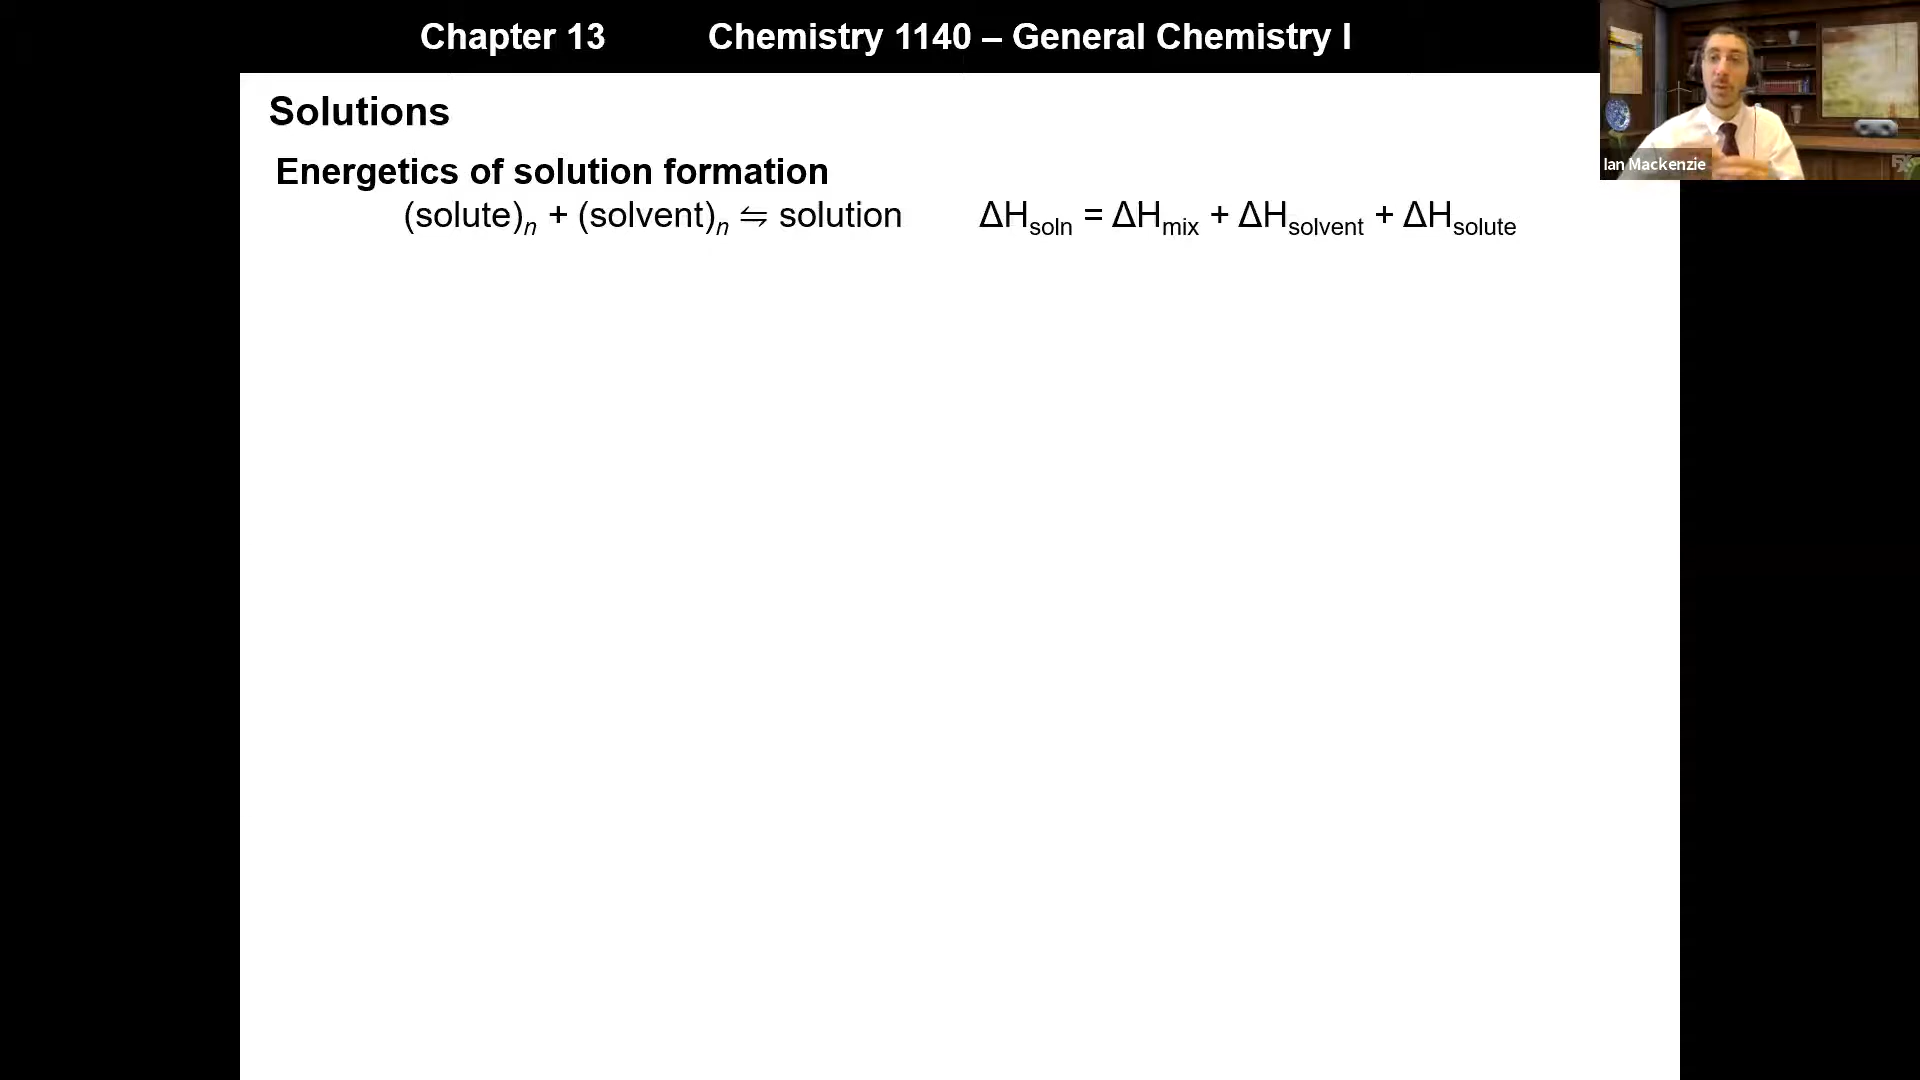 Chapter 13 Chemistry 1140 – General Chemistry I
Ian Mackenzie
Solutions
Energetics of solution formation
(solute)n + (solvent)n ⇋ solution ΔHsoln = ΔHmix + ΔHsolvent + ΔHsolute